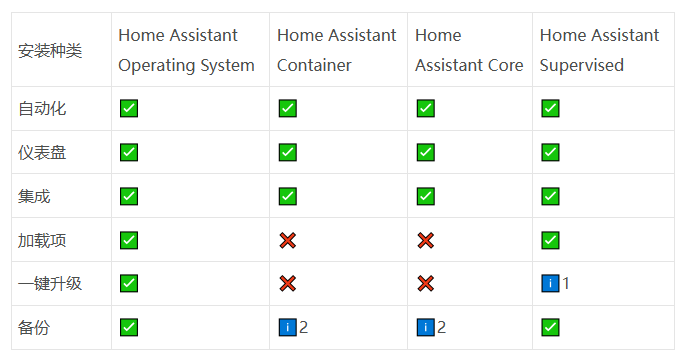 安装种类 Home Assistant Operating System Home Assistant Container Home Assistant Core Home Assistant Supervised
自动化 ✅ ✅ ✅ ✅
仪表盘 ✅ ✅ ✅ ✅
集成 ✅ ✅ ✅ ✅
加载项 ✅ ❌ ❌ ✅
一键升级 ✅ ❌ ❌ ℹ️1
备份 ✅ ℹ️2 ℹ️2 ✅